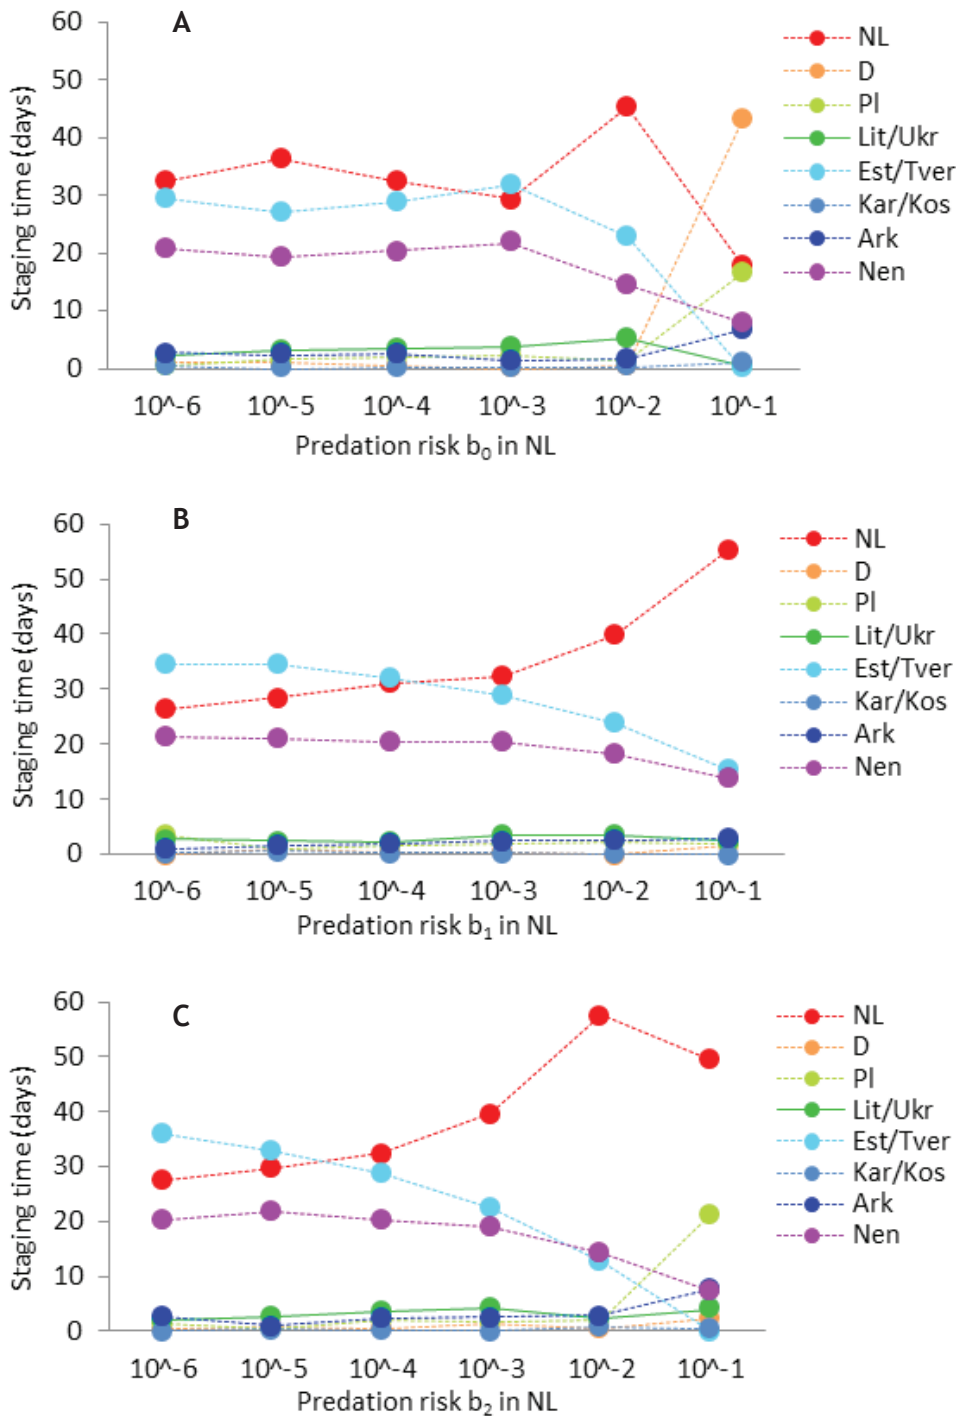 A
60
50
40
30
20
10
0
Staging time (days)
10^-6 10^-5 10^-4 10^-3 10^-2 10^-1
Predation risk b₀ in NL
NL
D
Pl
Lit/Ukr
Est/Tver
Kar/Kos
Ark
Nen
B
60
50
40
30
20
10
0
Staging time (days)
10^-6 10^-5 10^-4 10^-3 10^-2 10^-1
Predation risk b₁ in NL
NL
D
Pl
Lit/Ukr
Est/Tver
Kar/Kos
Ark
Nen
C
60
50
40
30
20
10
0
Staging time (days)
10^-6 10^-5 10^-4 10^-3 10^-2 10^-1
Predation risk b₂ in NL
NL
D
Pl
Lit/Ukr
Est/Tver
Kar/Kos
Ark
Nen